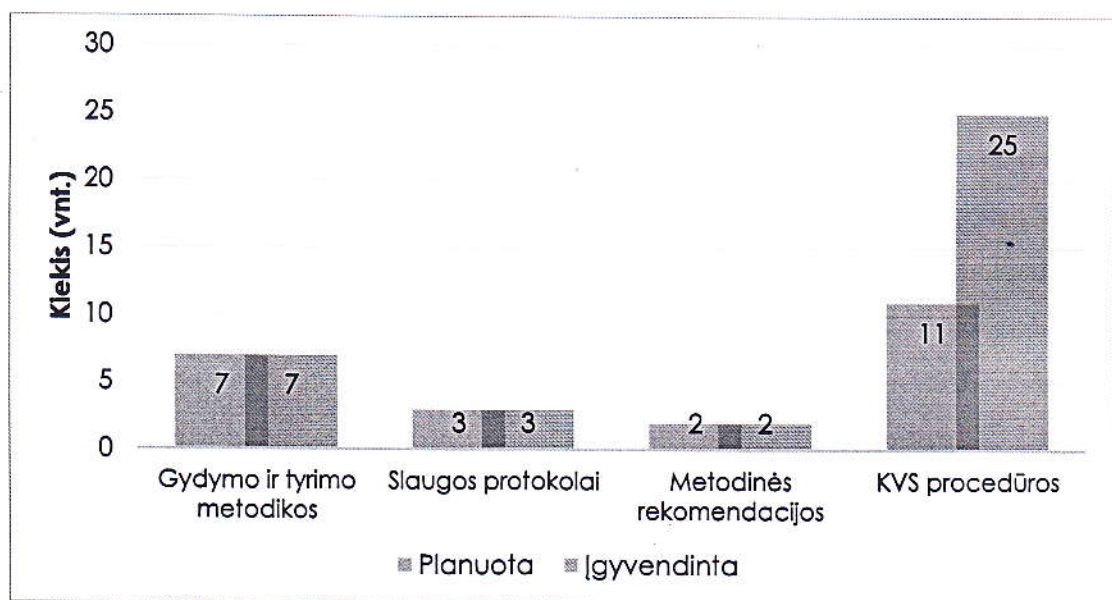 30
25
20
15
10
5
0
Kiekis (vnt.)
7 7
3 3
2 2
11
25
Gydymo ir tyrimo
metodikos
Slaugos protokolai
Metodinės
rekomendacijos
KVS procedūros
Planuota Įgyvendinta